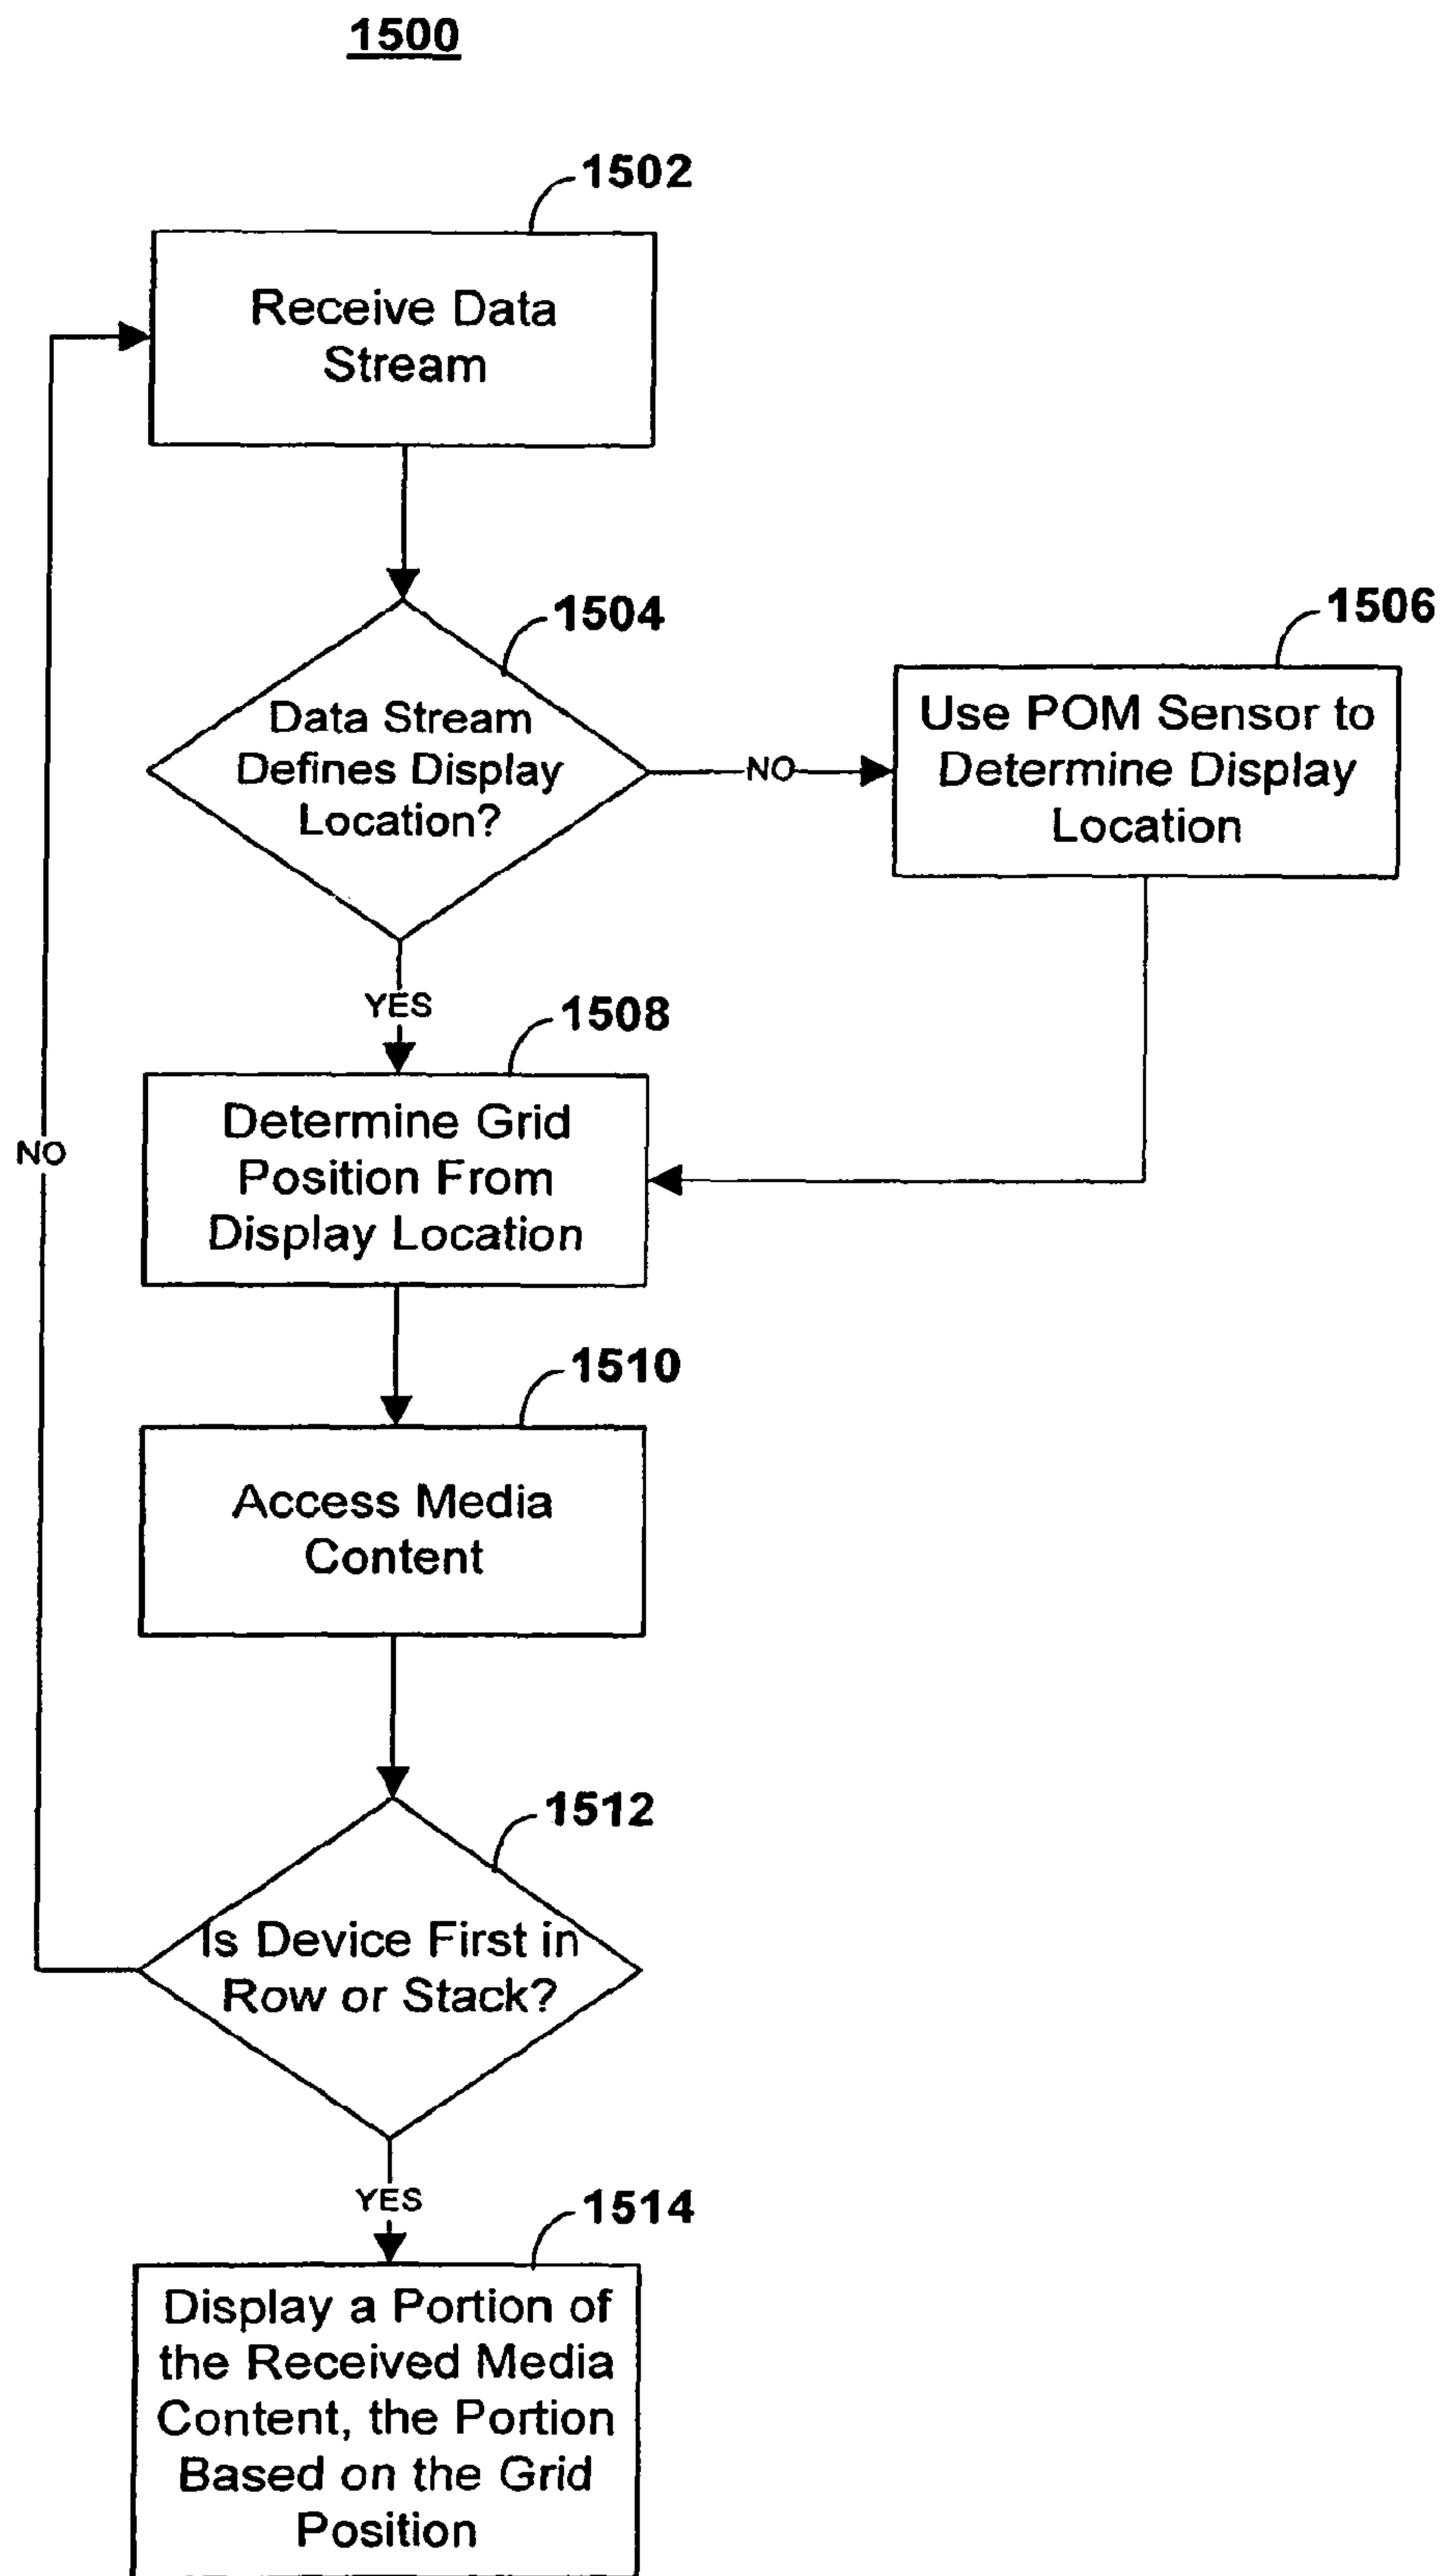 1500
1502
Receive Data
Stream
1504
Data Stream
Defines Display
Location?
NO
1506
Use POM Sensor to
Determine Display
Location
YES
1508
Determine Grid
Position From
Display Location
NO
1510
Access Media
Content
1512
Is Device First in
Row or Stack?
YES
1514
Display a Portion of
the Received Media
Content, the Portion
Based on the Grid
Position